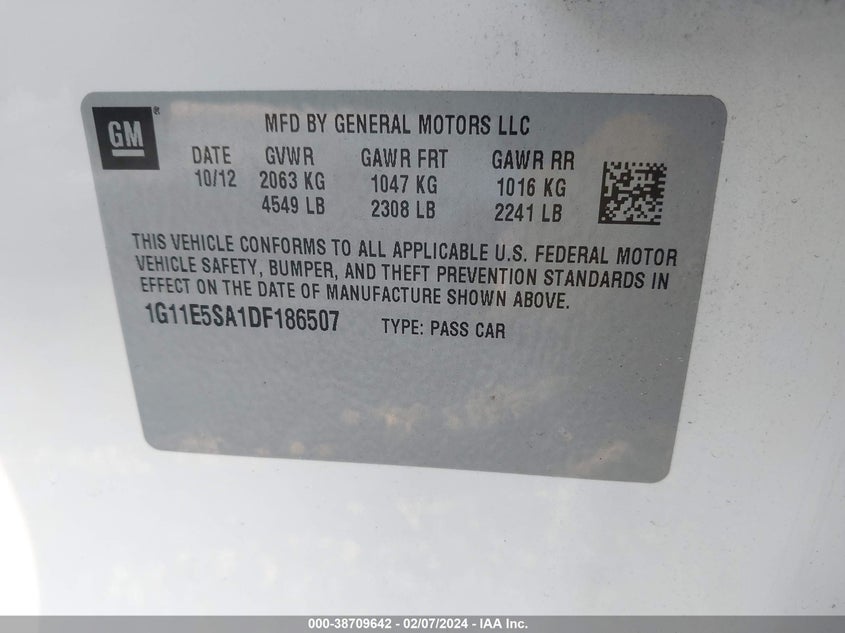 GM®
MFD BY GENERAL MOTORS LLC
DATE GVWR GAWR FRT GAWR RR
10/12 2063 KG 1047 KG 1016 KG
4549 LB 2308 LB 2241 LB
THIS VEHICLE CONFORMS TO ALL APPLICABLE U.S. FEDERAL MOTOR
VEHICLE SAFETY, BUMPER, AND THEFT PREVENTION STANDARDS IN
EFFECT ON THE DATE OF MANUFACTURE SHOWN ABOVE.
1G11E5SA1DF186507 TYPE: PASS CAR
000-38709642 - 02/07/2024 - IAA Inc.